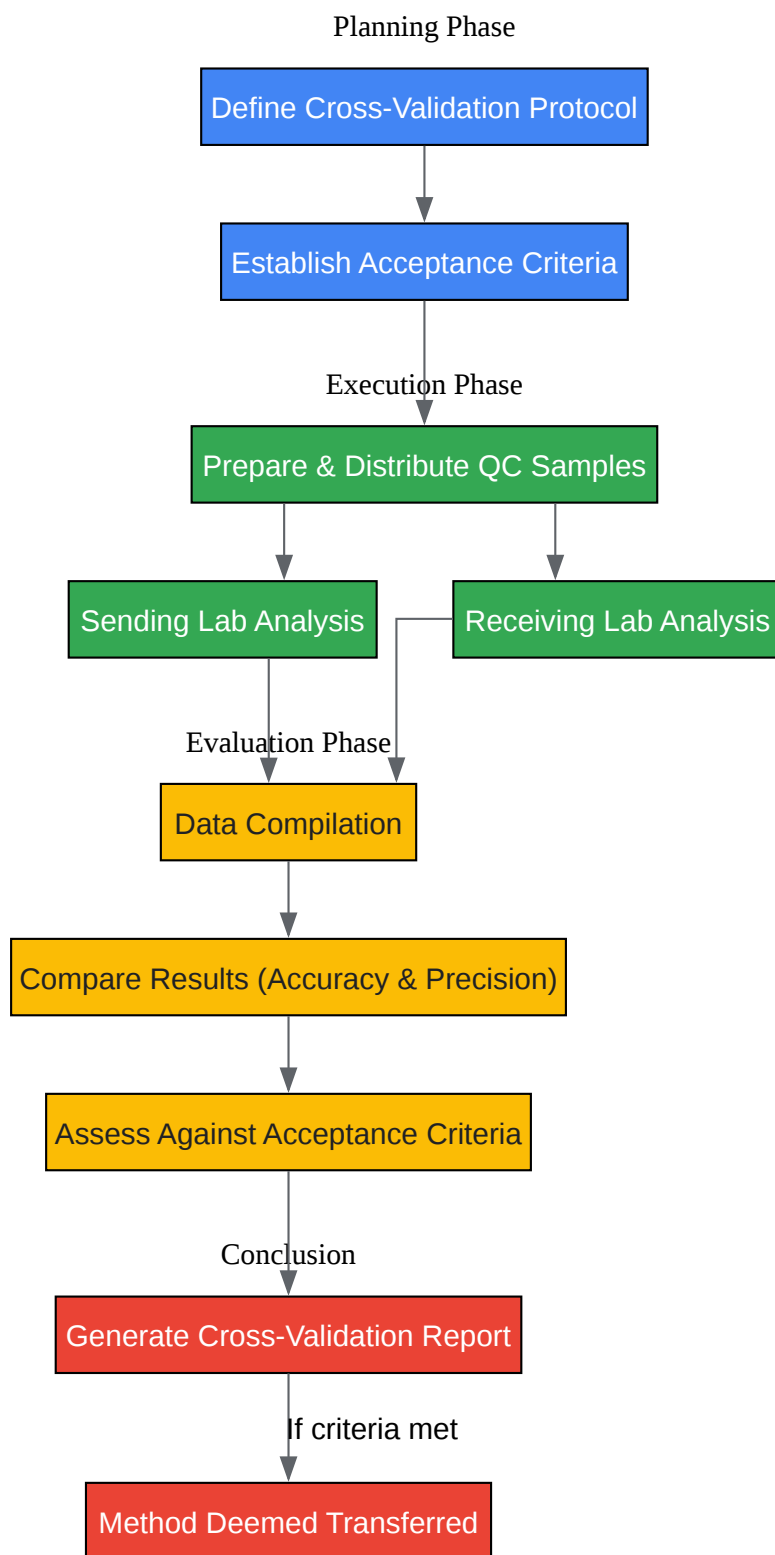 Planning Phase
Define Cross-Validation Protocol
Establish Acceptance Criteria
Execution Phase
Prepare & Distribute QC Samples
Sending Lab Analysis
Receiving Lab Analysis
Evaluation Phase
Data Compilation
Compare Results (Accuracy & Precision)
Assess Against Acceptance Criteria
Conclusion
Generate Cross-Validation Report
If criteria met
Method Deemed Transferred